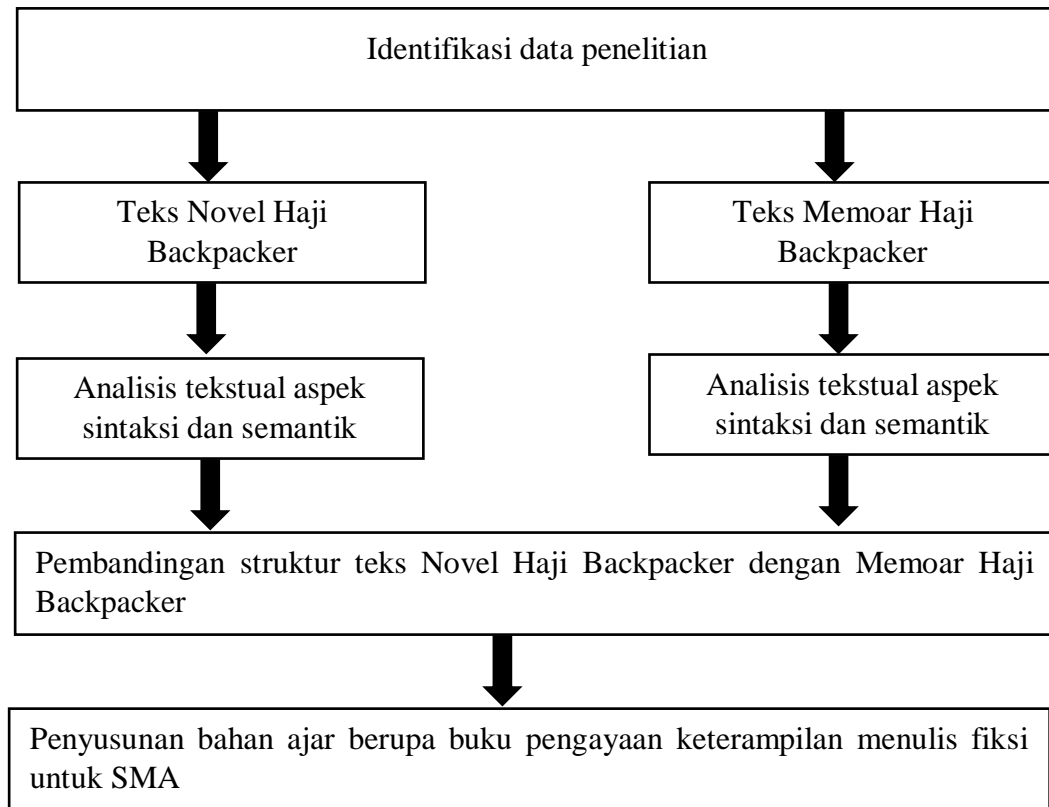 Identifikasi data penelitian
Teks Novel Haji
Backpacker
Teks Memoar Haji
Backpacker
Analisis tekstual aspek
sintaksi dan semantik
Analisis tekstual aspek
sintaksi dan semantik
Pembandingan struktur teks Novel Haji Backpacker dengan Memoar Haji
Backpacker
Penyusunan bahan ajar berupa buku pengayaan keterampilan menulis fiksi
untuk SMA